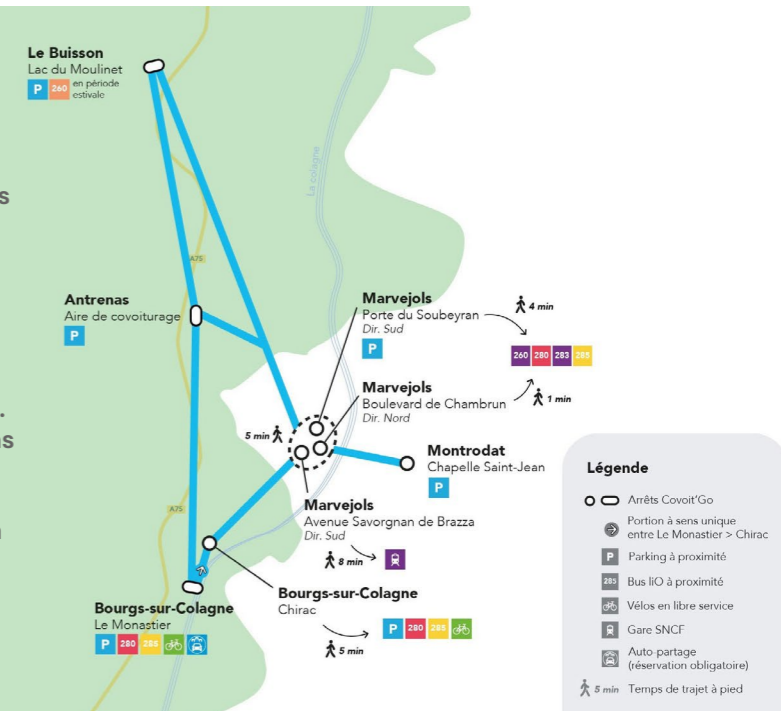 Le Buisson
Lac du Moulinet
P 260 en période
estivale
La colagne
s
A75
Antrenas
Aire de covoiturage
P
Marvejols
Porte du Soubeyran
Dir. Sud
P
4 min
260 280 283 285
Marvejols
Boulevard de Chambrun
Dir. Nord
1 min
5 min
.
s
Montrodat
Chapelle Saint-Jean
P
Marvejols
Avenue Savorgnan de Brazza
Dir. Sud
8 min
A75
Bourgs-sur-Colagne
Chirac
5 min
P 280 285
Bourgs-sur-Colagne
Le Monastier
P 280 285
Légende
Arrêts Covoit'Go
Portion à sens unique
entre Le Monastier > Chirac
P Parking à proximité
285 Bus liO à proximité
Vélos en libre service
Gare SNCF
Auto-partage
(réservation obligatoire)
5 min Temps de trajet à pied